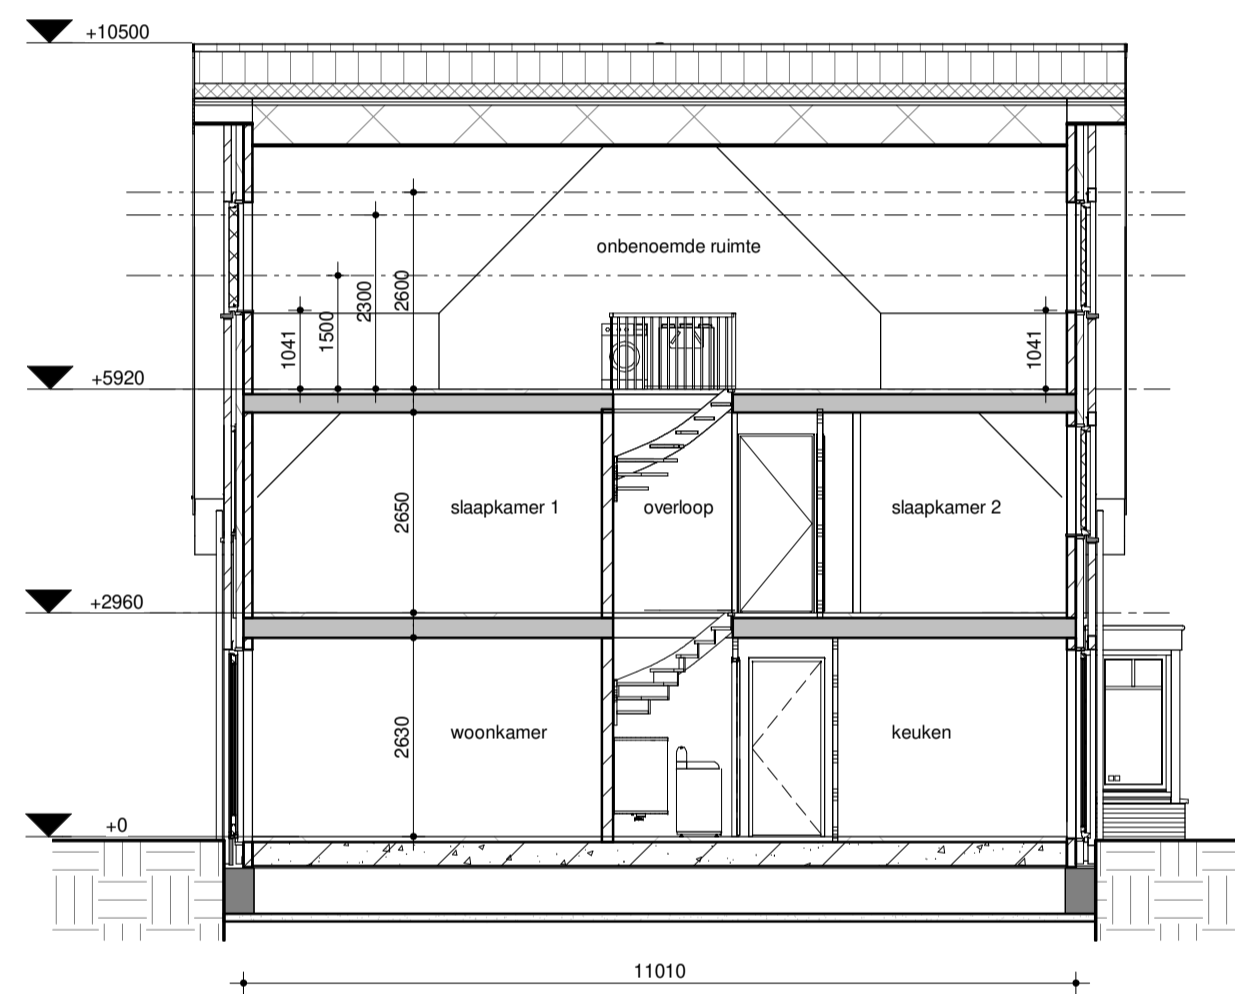 +10500
onbenoemde ruimte
2600
2300
1500
1041
1041
+5920
slaapkamer 1
overloop
slaapkamer 2
2650
+2960
woonkamer
keuken
2630
+0
11010